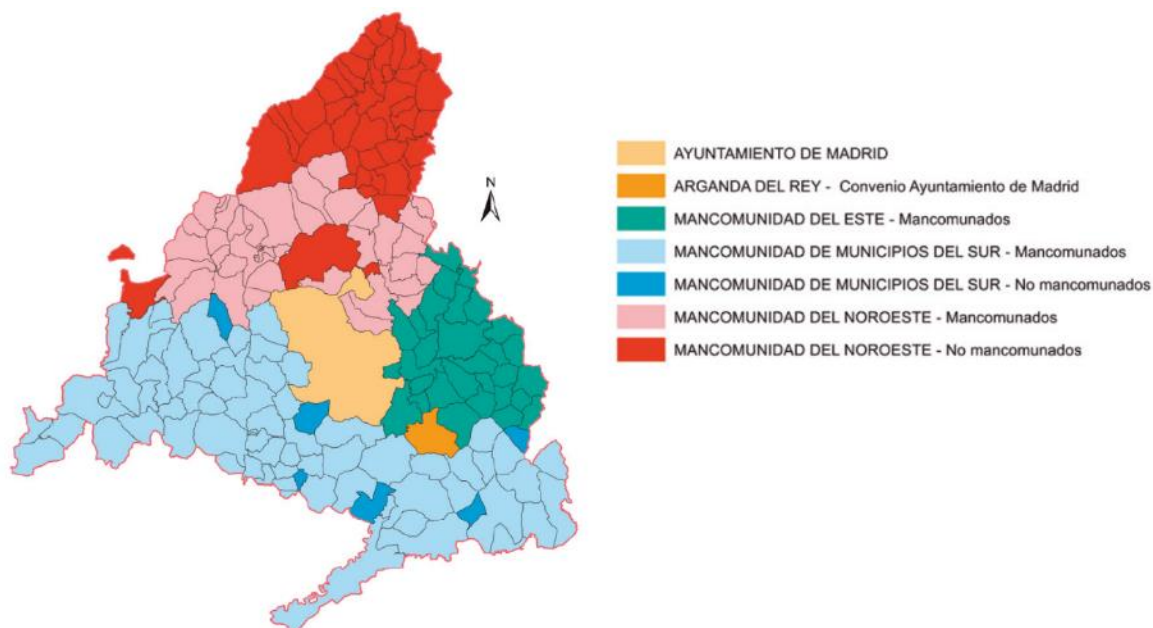 N
AYUNTAMIENTO DE MADRID
ARGANDA DEL REY - Convenio Ayuntamiento de Madrid
MANCOMUNIDAD DEL ESTE - Mancomunados
MANCOMUNIDAD DE MUNICIPIOS DEL SUR - Mancomunados
MANCOMUNIDAD DE MUNICIPIOS DEL SUR - No mancomunados
MANCOMUNIDAD DEL NOROESTE - Mancomunados
MANCOMUNIDAD DEL NOROESTE - No mancomunados